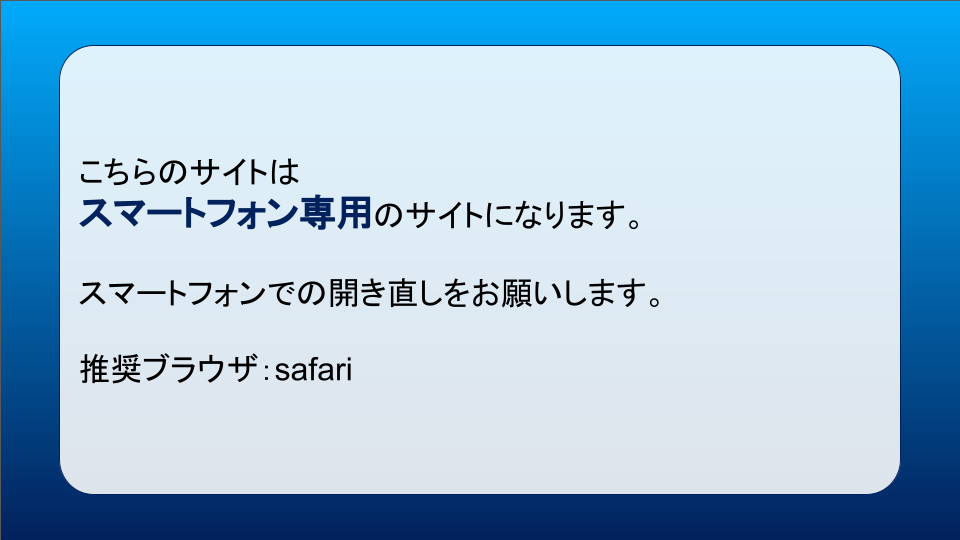 こちらのサイトは
スマートフォン専用のサイトになります。
スマートフォンでの開き直しをお願いします。
推奨ブラウザ：safari